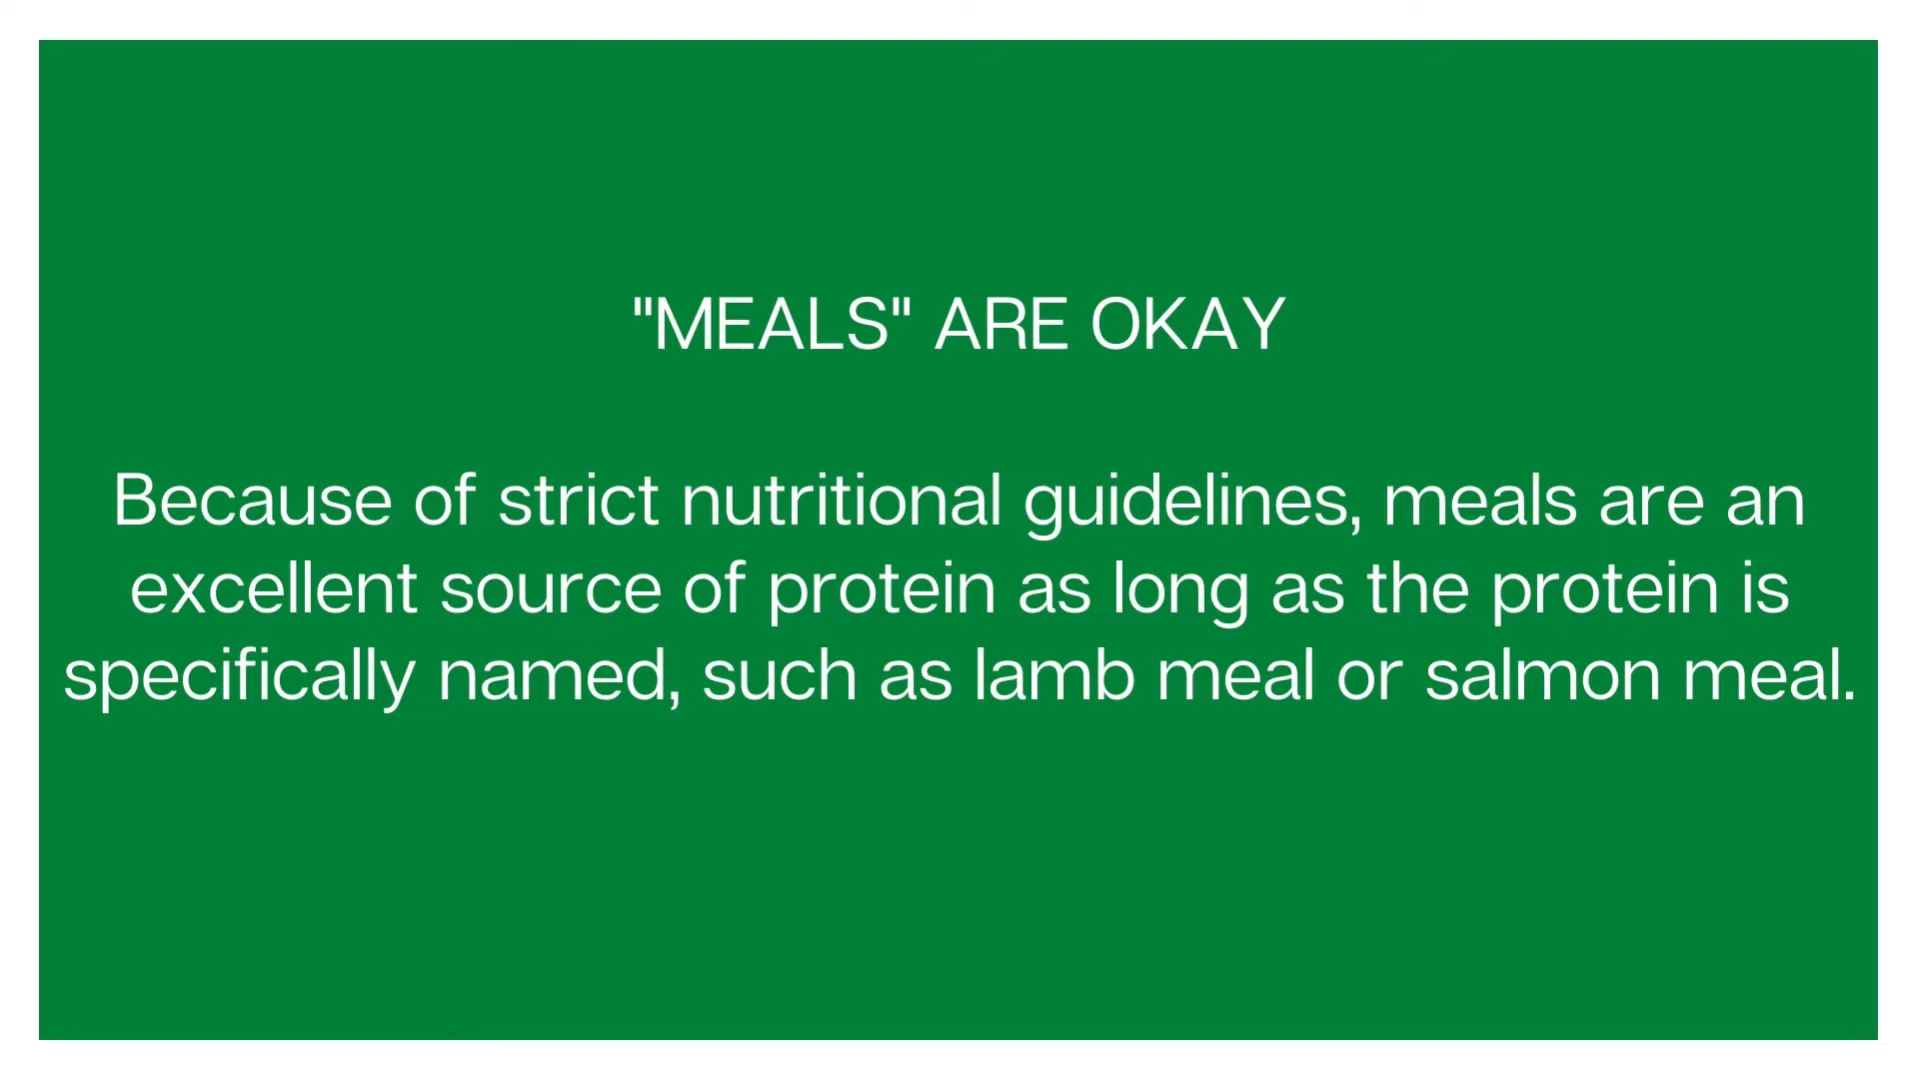 "MEALS" ARE OKAY
Because of strict nutritional guidelines, meals are an
excellent source of protein as long as the protein is
specifically named, such as lamb meal or salmon meal.